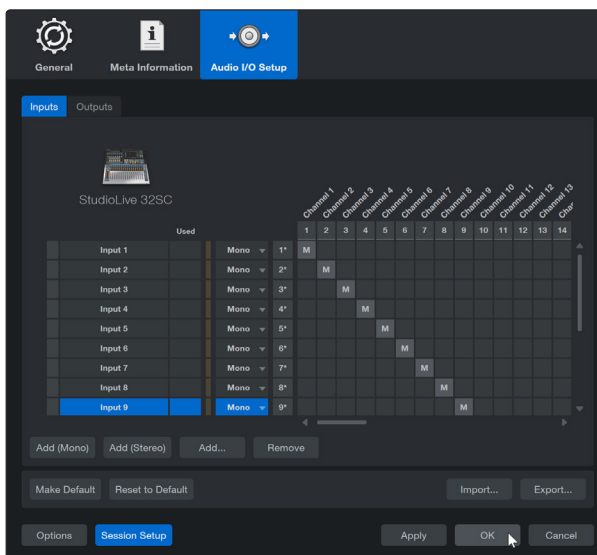 General Meta Information Audio I/O Setup
Inputs Outputs
StudioLive 32SC
Channel 1 Channel 2 Channel 3 Channel 4 Channel 5 Channel 6 Channel 7 Channel 8 Channel 9 Channel 10 Channel 11 Channel 12 Channel 13
Used 1 2 3 4 5 6 7 8 9 10 11 12 13 14
Input 1 Mono 1* M
Input 2 Mono 2* M
Input 3 Mono 3* M
Input 4 Mono 4* M
Input 5 Mono 5* M
Input 6 Mono 6* M
Input 7 Mono 7* M
Input 8 Mono 8* M
Input 9 Mono 9* M
Add (Mono) Add (Stereo) Add... Remove
Make Default Reset to Default Import... Export...
Options Session Setup Apply OK Cancel